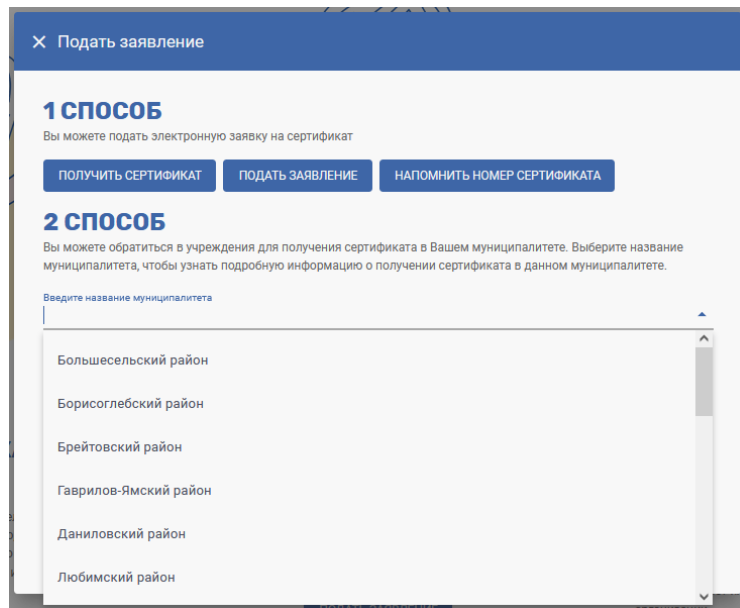 Подать заявление
1 СПОСОБ
Вы можете подать электронную заявку на сертификат
ПОЛУЧИТЬ СЕРТИФИКАТ ПОДАТЬ ЗАЯВЛЕНИЕ НАПОМНИТЬ НОМЕР СЕРТИФИКАТА
2 СПОСОБ
Вы можете обратиться в учреждения для получения сертификата в Вашем муниципалитете. Выберите название
муниципалитета, чтобы узнать подробную информацию о получении сертификата в данном муниципалитете.
Введите название муниципалитета
Большесельский район
Борисоглебский район
Брейтовский район
Гаврилов-Ямский район
Даниловский район
Любимский район